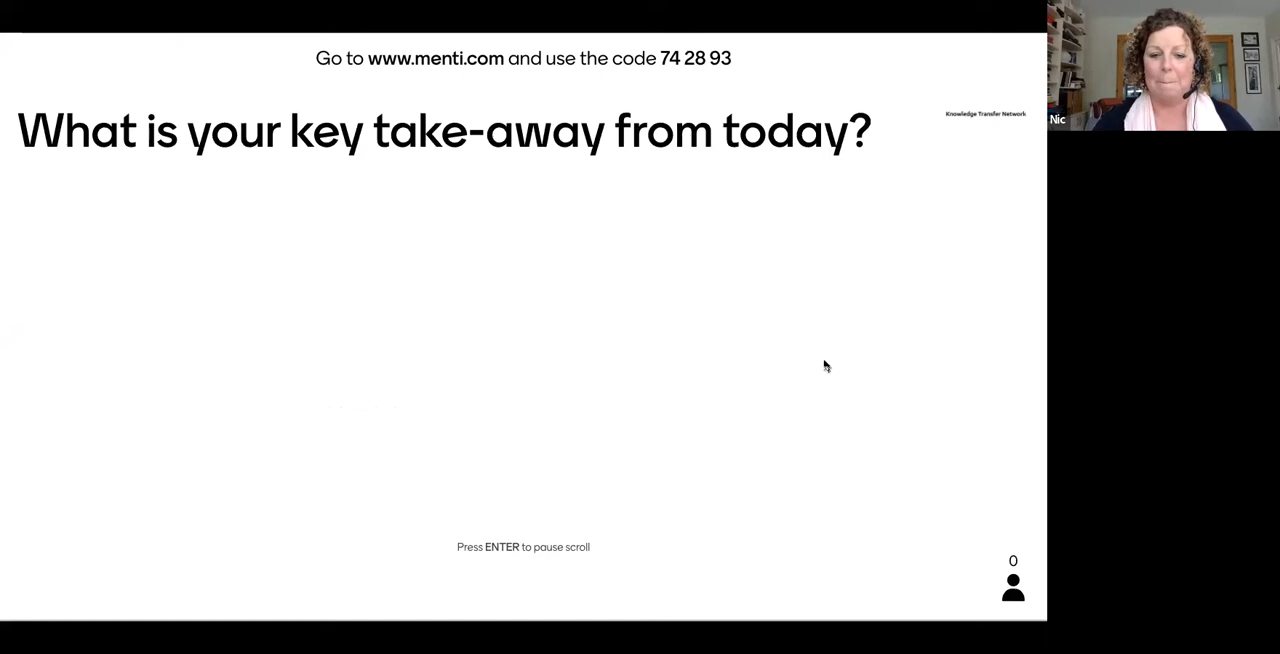 Go to www.menti.com and use the code 74 28 93
What is your key take-away from today?
Knowledge Transfer Network
Nic
Press ENTER to pause scroll
0